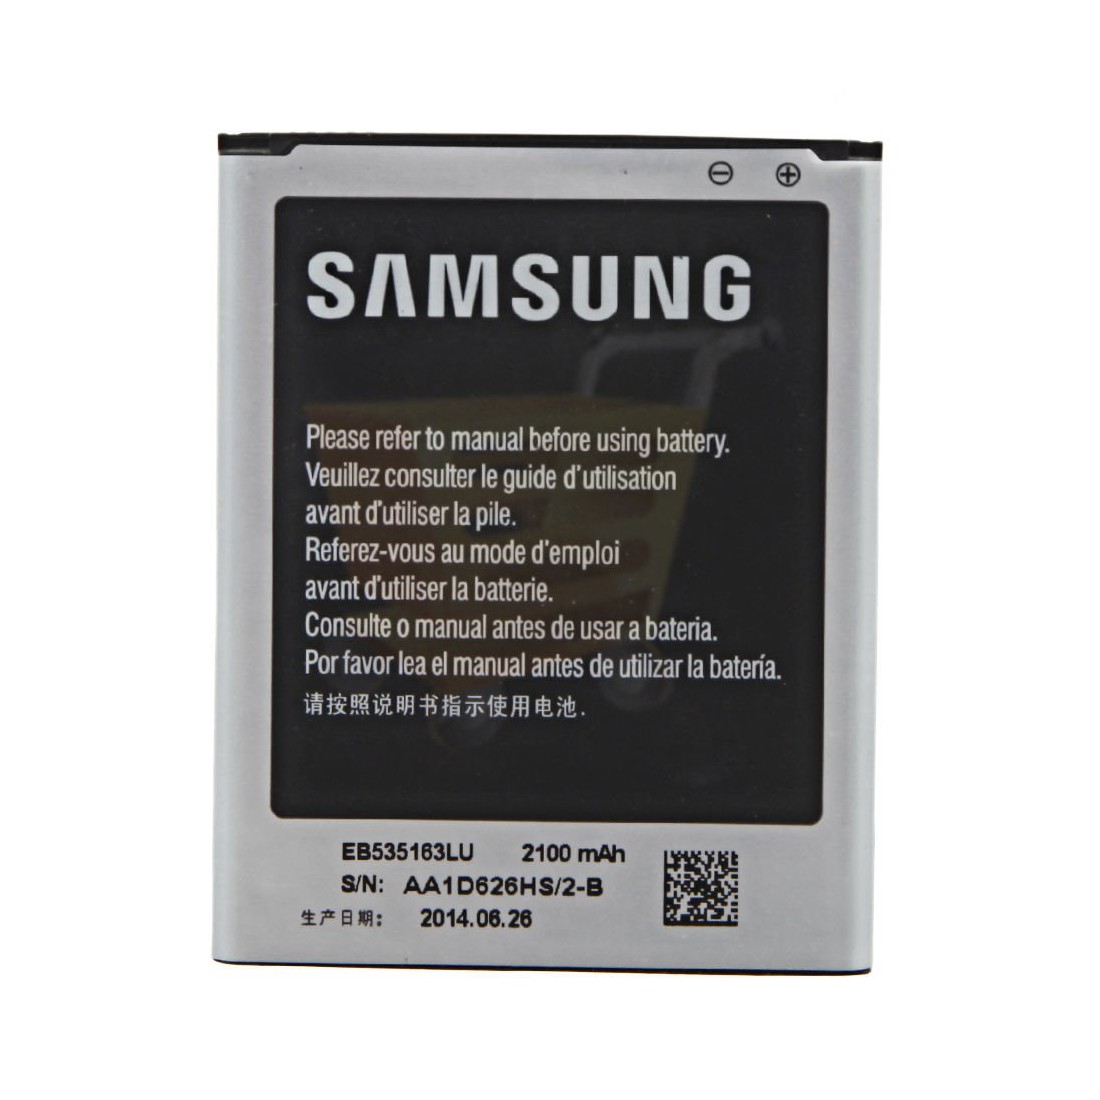 SAMSUNG
Please refer to manual before using battery.
Veuillez consulter le guide d'utilisation
avant d'utiliser la pile.
Referez-vous au mode d'emploi
avant d'utiliser la batterie.
Consulte o manual antes de usar a bateria.
Por favor lea el manual antes de utilizar la batería.
请按照说明书指示使用电池.
EB535163LU 2100 mAh
S/N: AA1D626HS/2-B
生产日期: 2014.06.26